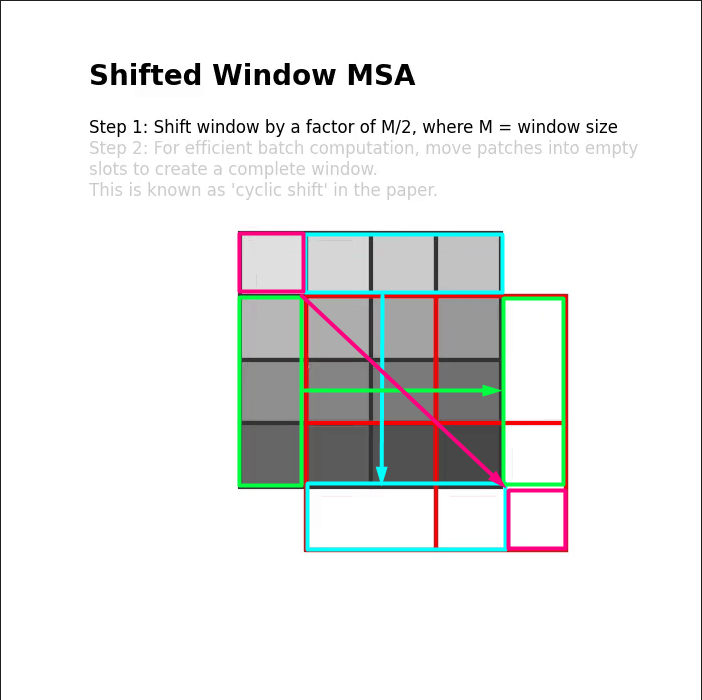 Shifted Window MSA
Step 1: Shift window by a factor of M/2, where M = window size
Step 2: For efficient batch computation, move patches into empty
slots to create a complete window.
This is known as 'cyclic shift' in the paper.